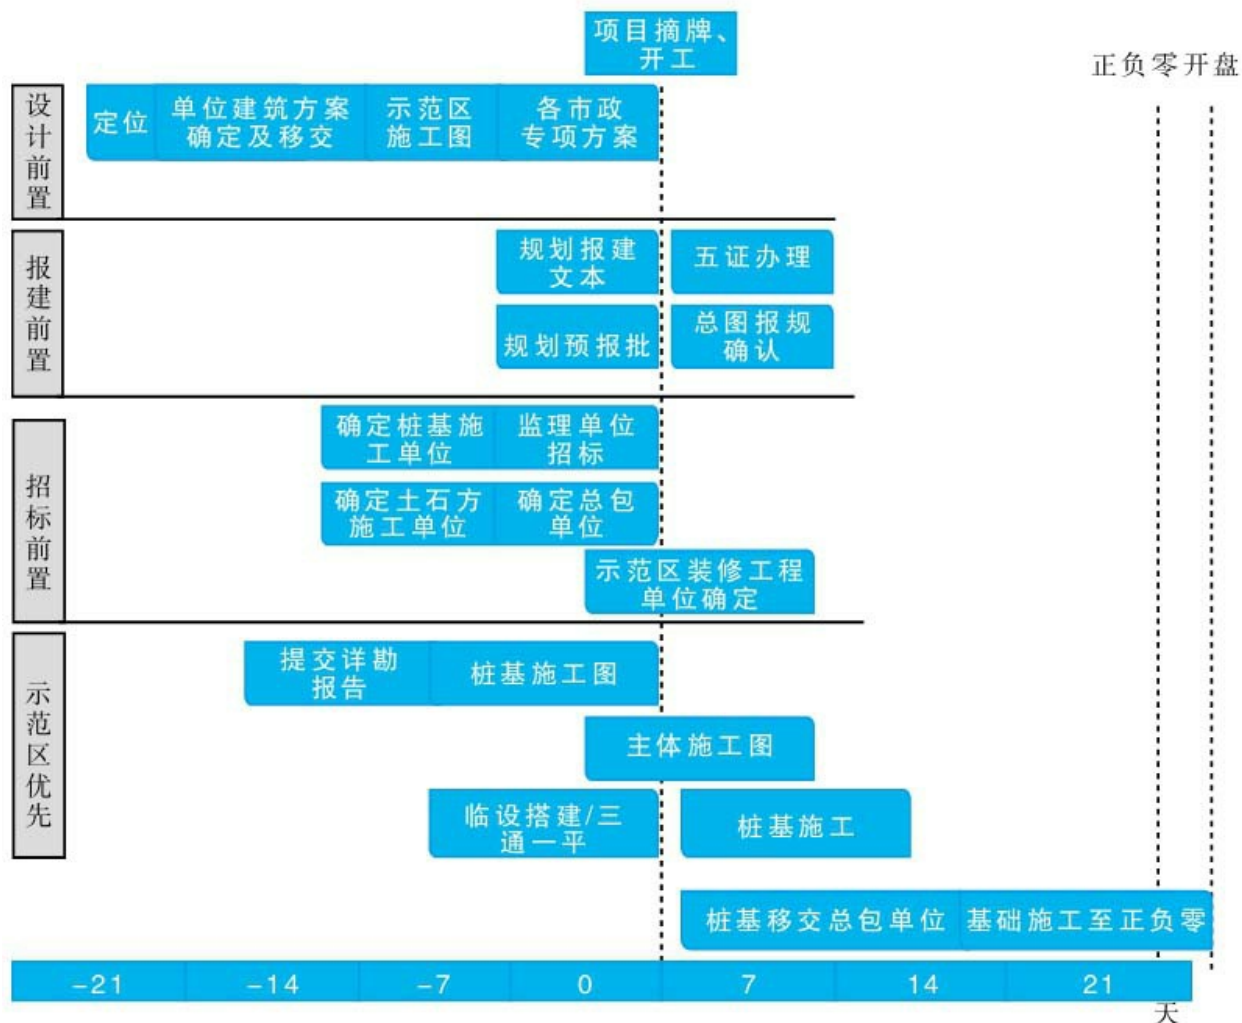 项目摘牌、
开工
正负零开盘
设计前置
定位
单位建筑方案
确定及移交
示范区
施工图
各市政
专项方案
报建前置
规划报建
文本
五证办理
规划预报批
总图报规
确认
招标前置
确定桩基施
工单位
监理单位
招标
确定土石方
施工单位
确定总包
单位
示范区装修工程
单位确定
示范区优先
提交详勘
报告
桩基施工图
主体施工图
临设搭建/三
通一平
桩基施工
桩基移交总包单位
基础施工至正负零
-21 -14 -7 0 7 14 21
天